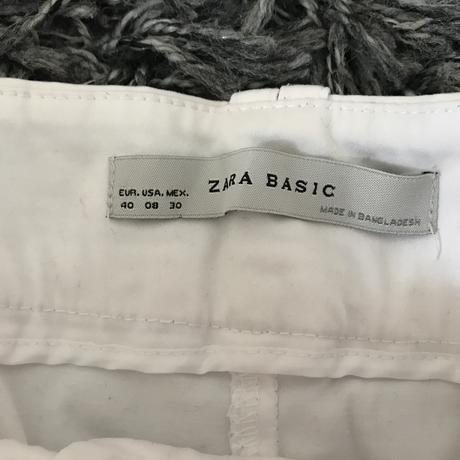 EUR. USA. MEX.
40 08 30
ZARA BASIC
MADE IN BANGLADESH